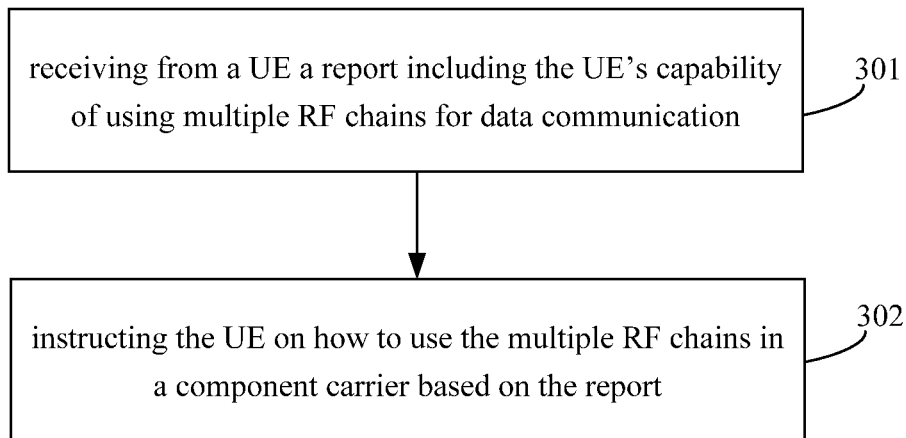 receiving from a UE a report including the UE’s capability
of using multiple RF chains for data communication
301
instructing the UE on how to use the multiple RF chains in
a component carrier based on the report
302